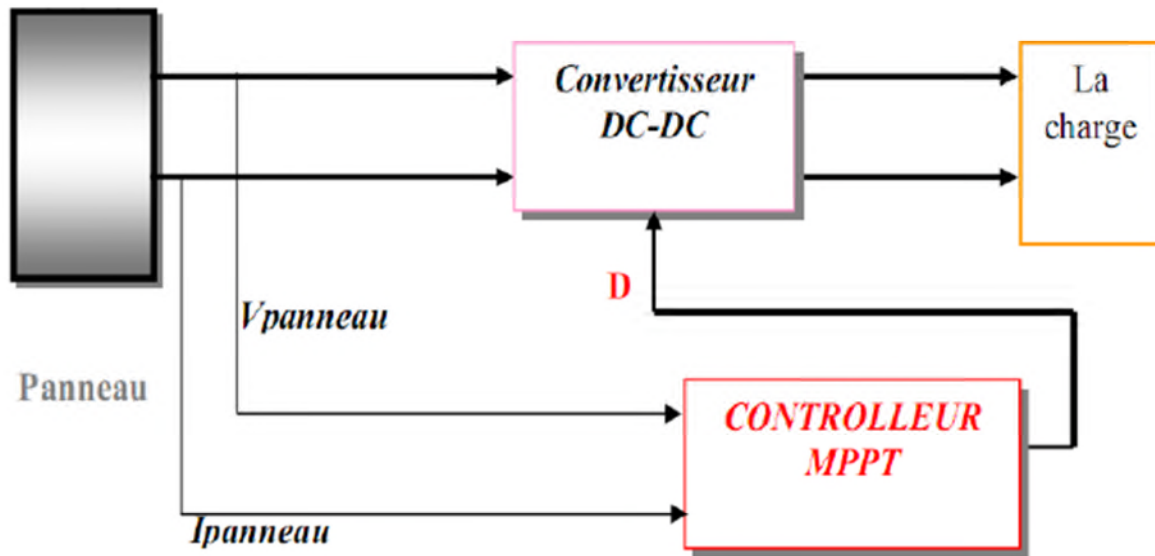 Convertisseur
DC-DC
La
charge
D
Vpanneau
Panneau
CONTROLLEUR
MPPT
Ipanneau